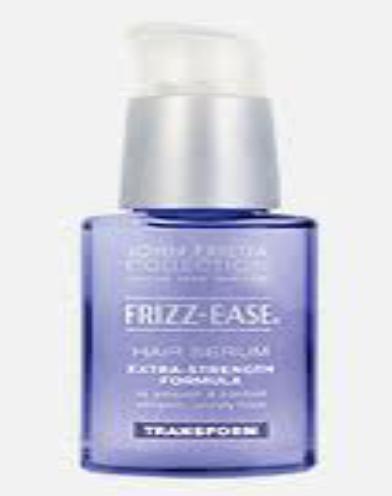 JOHN FRIEDA
COLLECTION
FRIZZ-EASE.
HAIR SERUM
EXTRA-STRENGTH
FORMULA
TRANSFORM